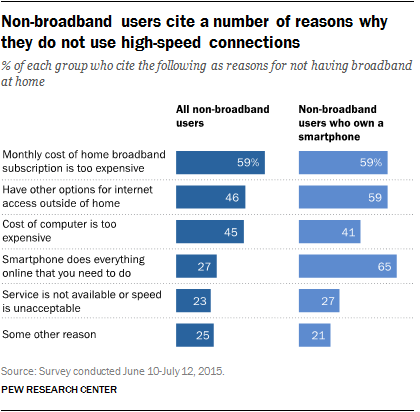 Non-broadband users cite a number of reasons why
they do not use high-speed connections
% of each group who cite the following as reasons for not having broadband
at home
All non-broadband
users
Non-broadband
users who own a
smartphone
Monthly cost of home broadband
subscription is too expensive
59%
59%
Have other options for internet
access outside of home
46
59
Cost of computer is too
expensive
45
41
Smartphone does everything
online that you need to do
27
65
Service is not available or speed
is unacceptable
23
27
Some other reason
25
21
Source: Survey conducted June 10-July 12, 2015.
PEW RESEARCH CENTER